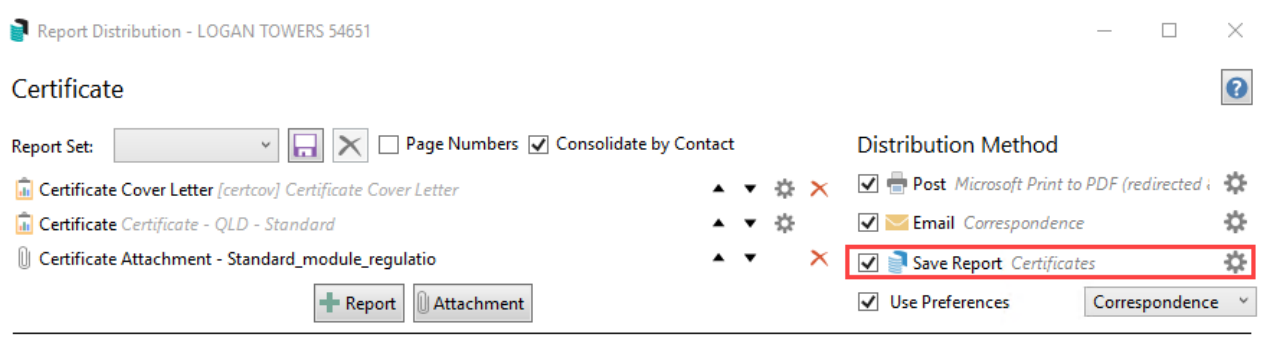 Report Distribution - LOGAN TOWERS 54651
Certificate
Report Set: Page Numbers Consolidate by Contact
Certificate Cover Letter [certcov] Certificate Cover Letter
Certificate Certificate - QLD - Standard
Certificate Attachment - Standard_module_regulatio
Report Attachment
Distribution Method
Post Microsoft Print to PDF (redirected
Email Correspondence
Save Report Certificates
Use Preferences Correspondence